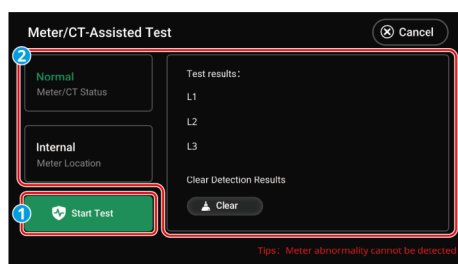 Meter/CT-Assisted Test
Cancel
2
Normal
Meter/CT Status
Internal
Meter Location
1
Start Test
Test results:
L1
L2
L3
Clear Detection Results
Clear
Tips: Meter abnormality cannot be detected